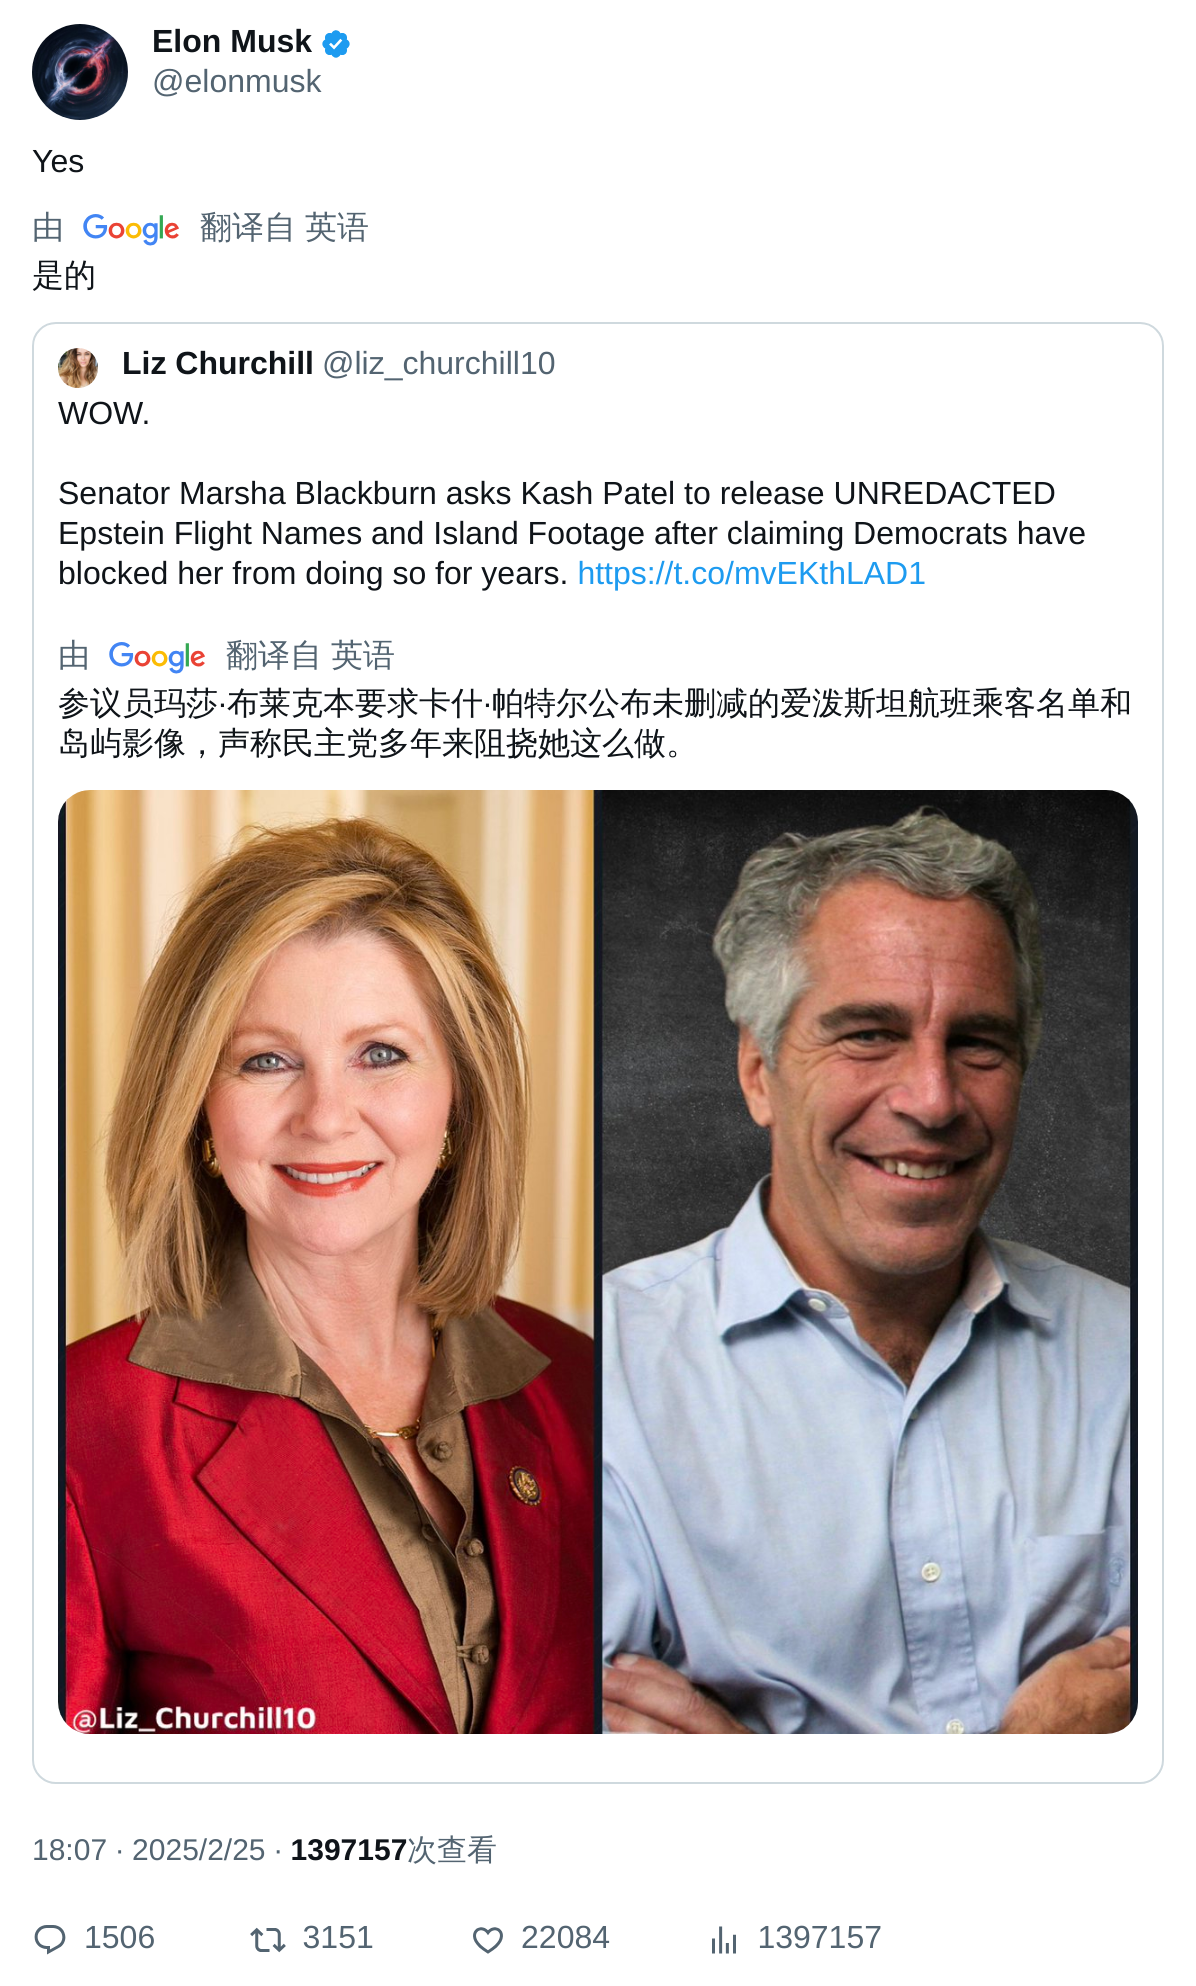 Elon Musk
@elonmusk
Yes
由 Google 翻译自 英语
是的
Liz Churchill @liz_churchill10
WOW.
Senator Marsha Blackburn asks Kash Patel to release UNREDACTED
Epstein Flight Names and Island Footage after claiming Democrats have
blocked her from doing so for years. https://t.co/mvEKthLAD1
由 Google 翻译自 英语
参议员玛莎·布莱克本要求卡什·帕特尔公布未删减的爱泼斯坦航班乘客名单和
岛屿影像，声称民主党多年来阻挠她这么做。
@Liz_Churchill10
18:07 · 2025/2/25 · 1397157次查看
1506 3151 22084 1397157